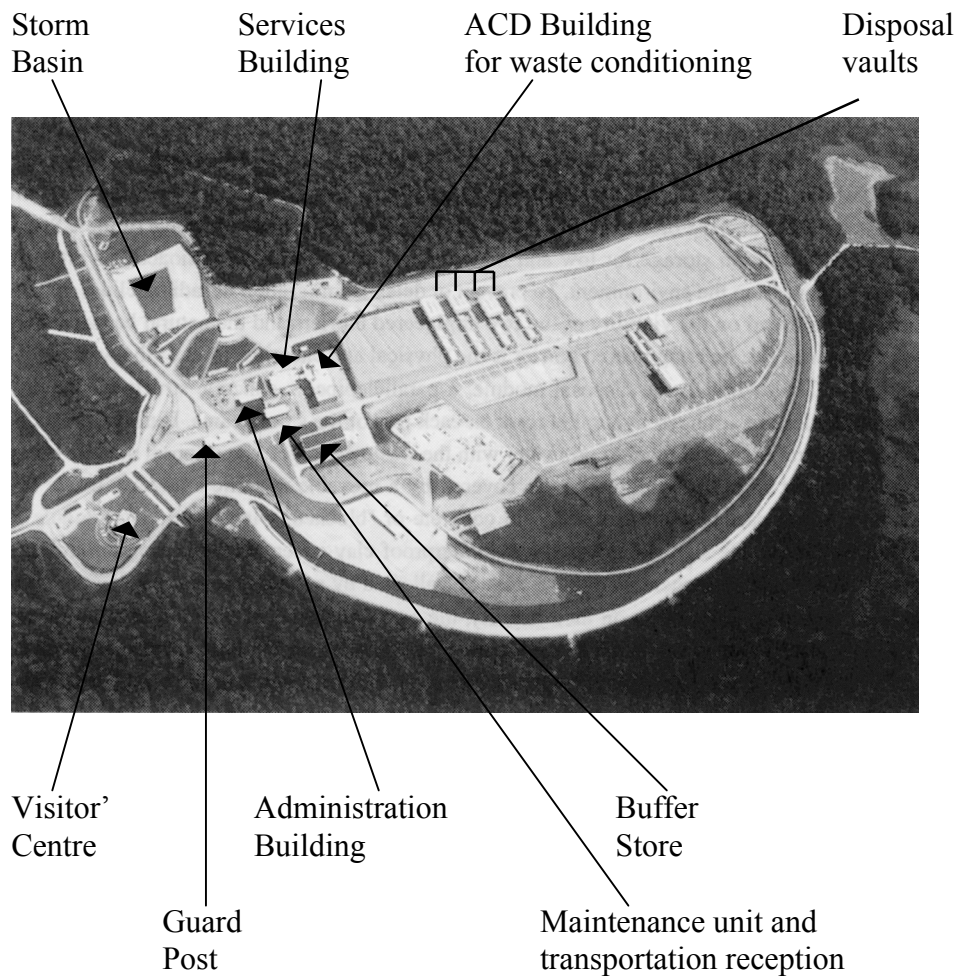 Storm
Basin
Services
Building
ACD Building
for waste conditioning
Disposal
vaults
Visitor’
Centre
Administration
Building
Buffer
Store
Guard
Post
Maintenance unit and
transportation reception